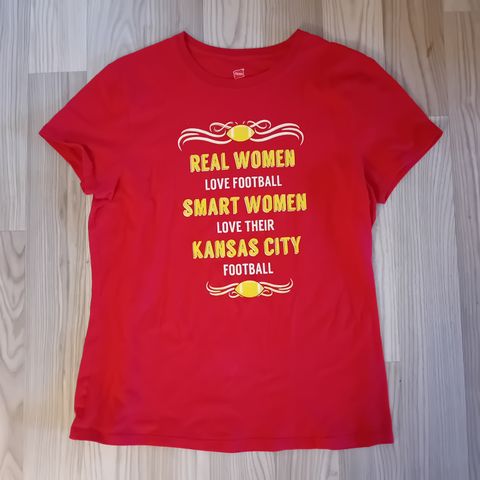 REAL WOMEN
LOVE FOOTBALL
SMART WOMEN
LOVE THEIR
KANSAS CITY
FOOTBALL